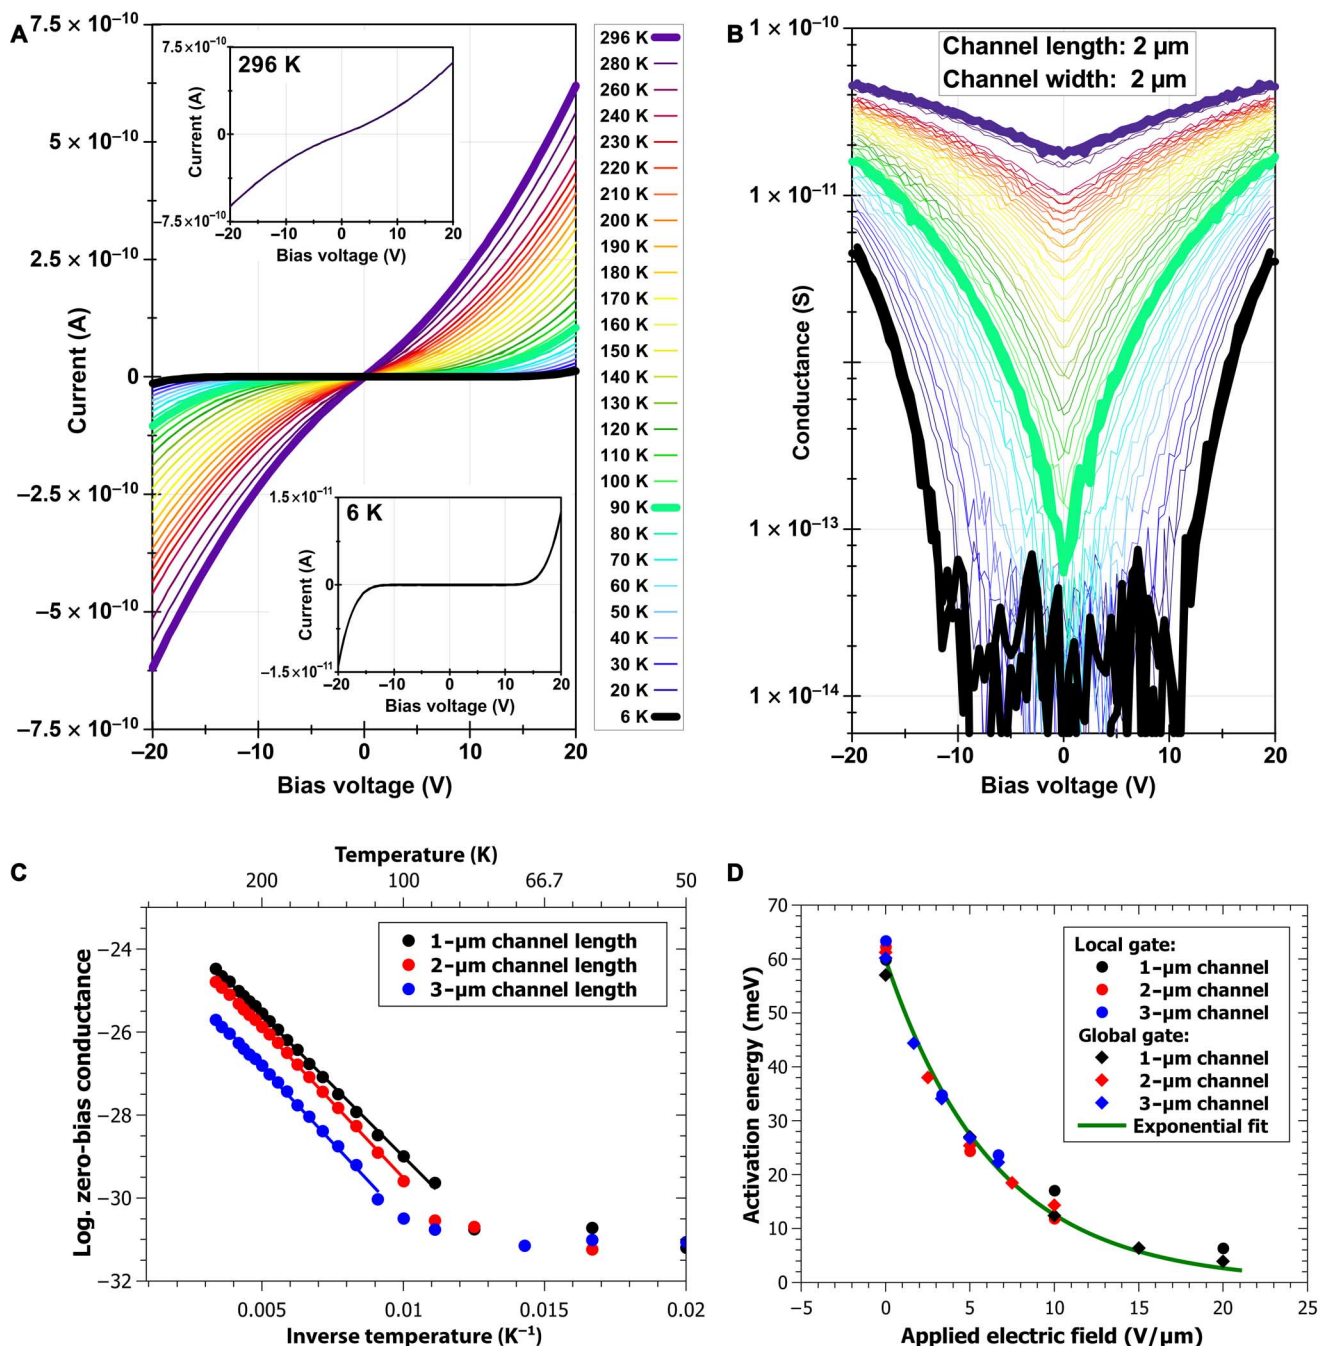 A
7.5 × 10⁻¹⁰
5 × 10⁻¹⁰
2.5 × 10⁻¹⁰
0
−2.5 × 10⁻¹⁰
−5 × 10⁻¹⁰
−7.5 × 10⁻¹⁰
Current (A)
−20
−10
0
10
20
Bias voltage (V)
7.5×10⁻¹⁰
296 K
0
−7.5×10⁻¹⁰
Current (A)
−20 −10 0 10 20
Bias voltage (V)
1.5×10⁻¹¹
6 K
0
−1.5×10⁻¹¹
Current (A)
−20 −10 0 10 20
Bias voltage (V)
296 K
280 K
260 K
240 K
230 K
220 K
210 K
200 K
190 K
180 K
170 K
160 K
150 K
140 K
130 K
120 K
110 K
100 K
90 K
80 K
70 K
60 K
50 K
40 K
30 K
20 K
6 K
B
1 × 10⁻¹⁰
1 × 10⁻¹¹
1 × 10⁻¹³
1 × 10⁻¹⁴
Conductance (S)
Channel length: 2 µm
Channel width: 2 µm
−20
−10
0
10
20
Bias voltage (V)
C
Temperature (K)
200 100 66.7 50
−24
−26
−28
−30
−32
Log. zero-bias conductance
1-µm channel length
2-µm channel length
3-µm channel length
0.005 0.01 0.015 0.02
Inverse temperature (K⁻¹)
D
70
60
50
40
30
20
10
0
Activation energy (meV)
Local gate:
1-µm channel
2-µm channel
3-µm channel
Global gate:
1-µm channel
2-µm channel
3-µm channel
Exponential fit
−5 0 5 10 15 20 25
Applied electric field (V/µm)